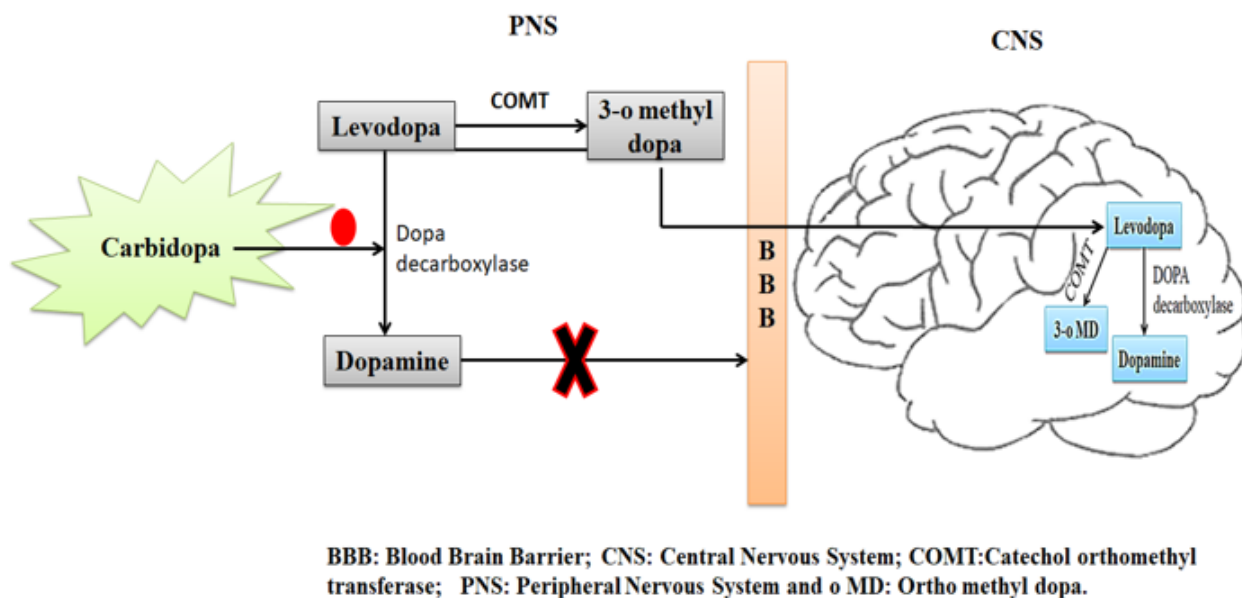 PNS
CNS
COMT
Levodopa
3-o methyl
dopa
Carbidopa
Dopa
decarboxylase
Dopamine
B
B
B
Levodopa
COMT
DOPA
decarboxylase
3-o MD
Dopamine
BBB: Blood Brain Barrier; CNS: Central Nervous System; COMT:Catechol orthomethyl
transferase; PNS: Peripheral Nervous System and o MD: Ortho methyl dopa.